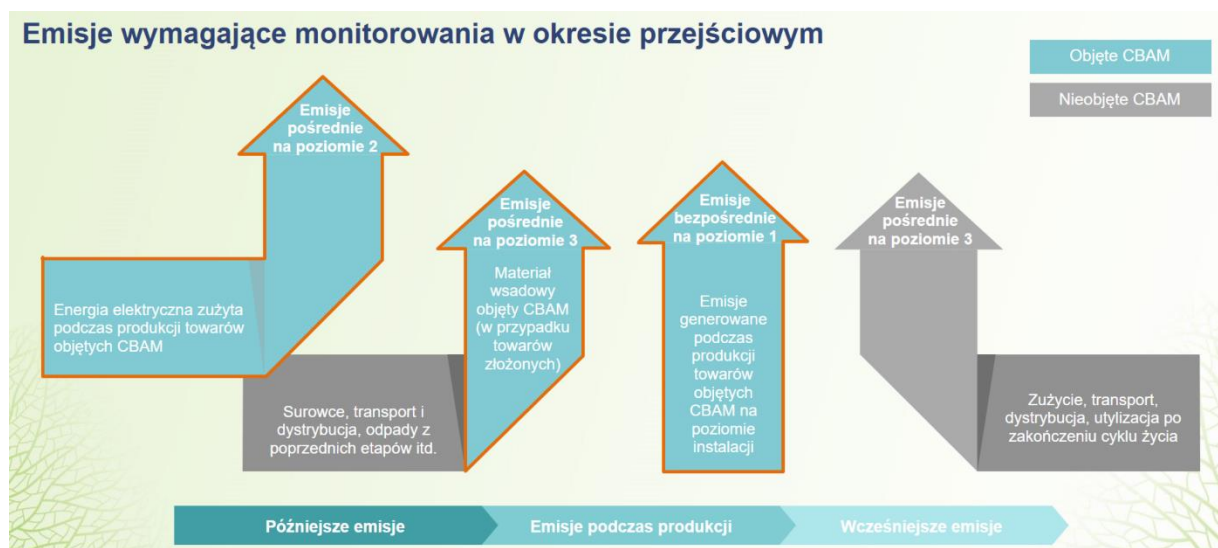 Emisje wymagające monitorowania w okresie przejściowym
Objęte CBAM
Nieobjęte CBAM
Emisje
pośrednie
na poziomie 2
Energia elektryczna zużyta
podczas produkcji towarów
objętych CBAM
Emisje
pośrednie
na poziomie 3
Materiał
wsadowy
objęty CBAM
(w przypadku
towarów
złożonych)
Surowce, transport i
dystrybucja, odpady z
poprzednich etapów itd.
Emisje
bezpośrednie
na poziomie 1
Emisje
generowane
podczas
produkcji
towarów
objętych
CBAM na
poziomie
instalacji
Emisje
pośrednie
na poziomie 3
Zużycie, transport,
dystrybucja, utylizacja po
zakończeniu cyklu życia
Późniejsze emisje
Emisje podczas produkcji
Wcześniejsze emisje